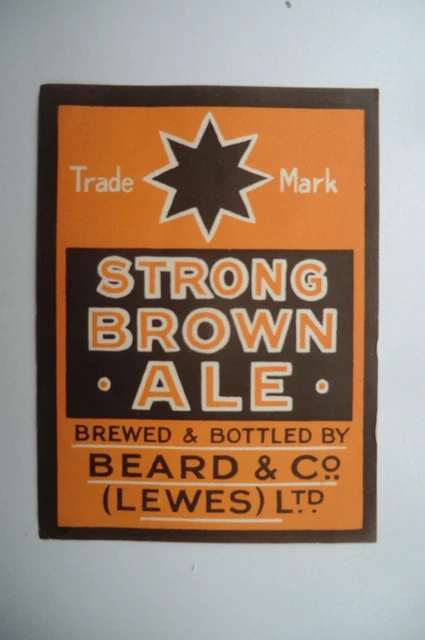 Trade Mark
STRONG
BROWN
· ALE ·
BREWED & BOTTLED BY
BEARD & Co
(LEWES) LTD